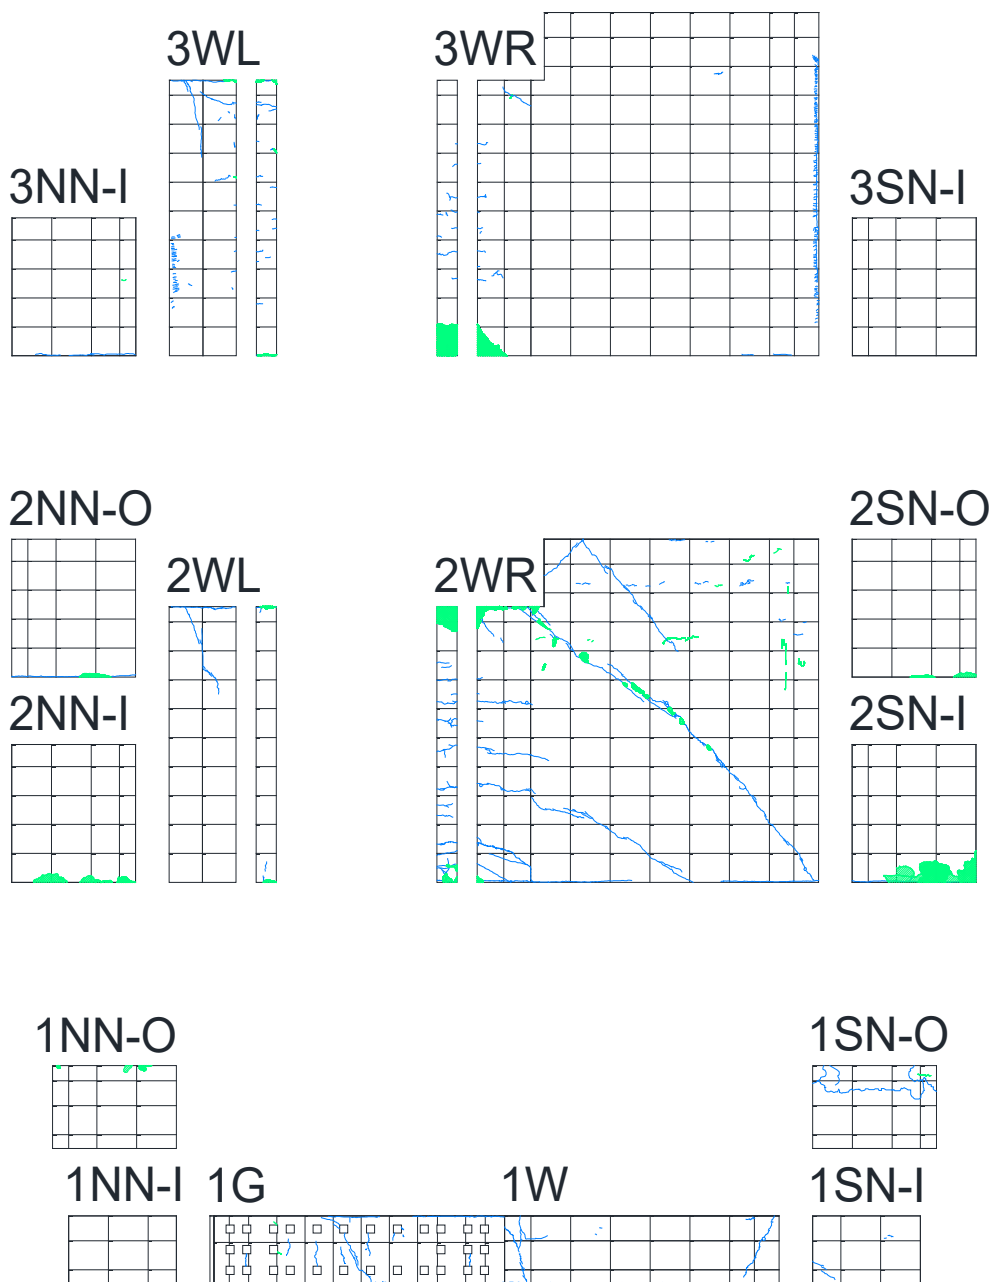 3WL
3WR
3NN-I
3SN-I
2NN-O
2SN-O
2WL
2WR
2NN-I
2SN-I
1NN-O
1SN-O
1NN-I
1G
1W
1SN-I